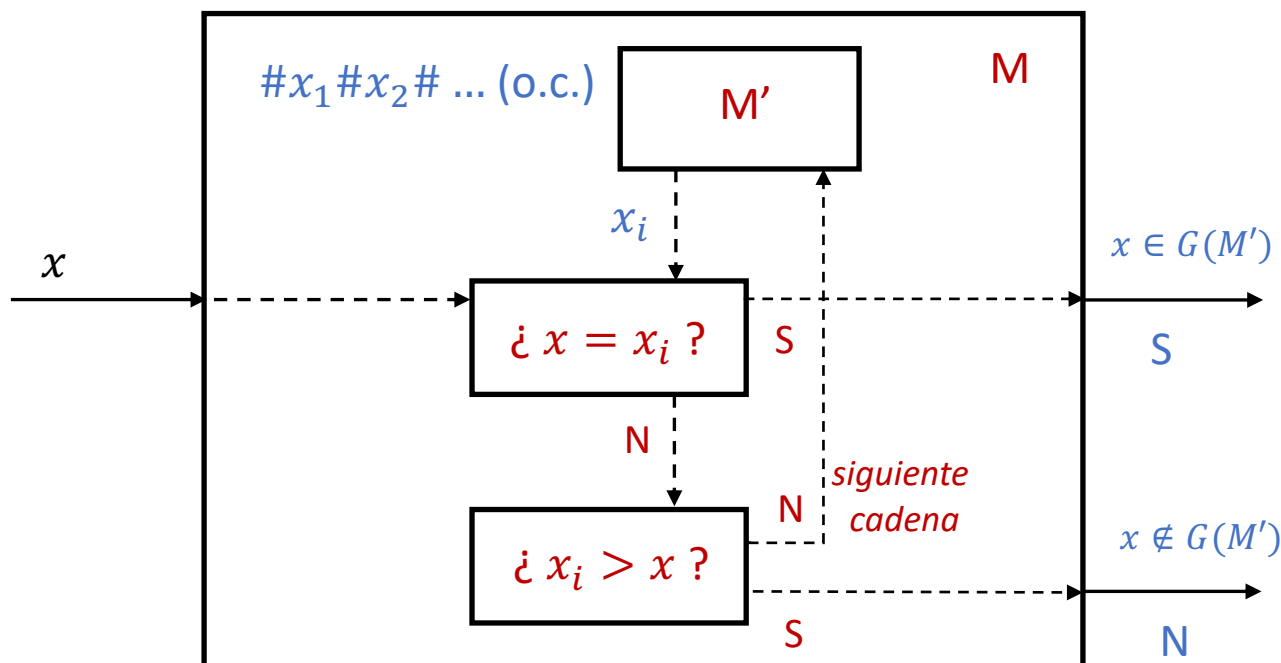 #x₁#x₂# ... (o.c.)
M'
M
xᵢ
x
¿ x = xᵢ ?
S
x ∈ G(M')
S
N
siguiente
cadena
N
¿ xᵢ > x ?
S
x ∉ G(M')
N